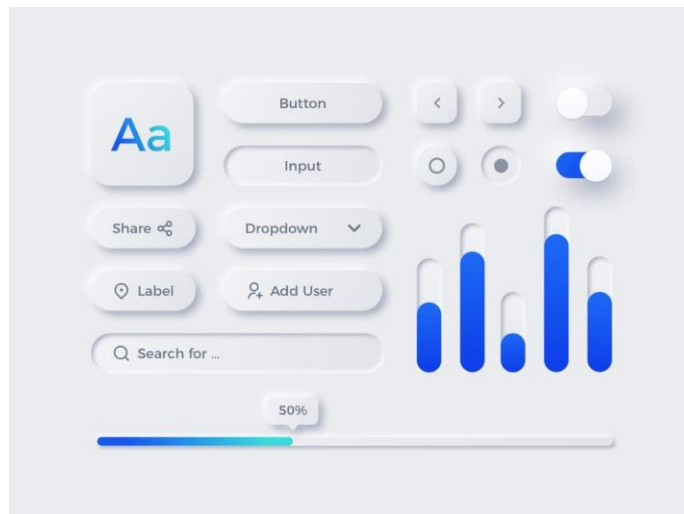 Aa
Button
Input
Share
Dropdown
Label
Add User
Search for ...
50%